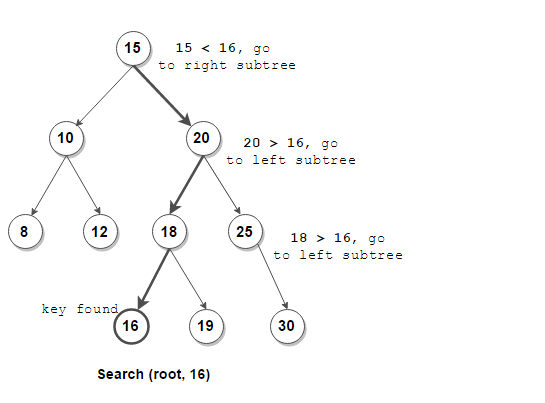 15
15 < 16, go
to right subtree
10
20
20 > 16, go
to left subtree
8
12
18
25
18 > 16, go
to left subtree
key found
16
19
30
Search (root, 16)